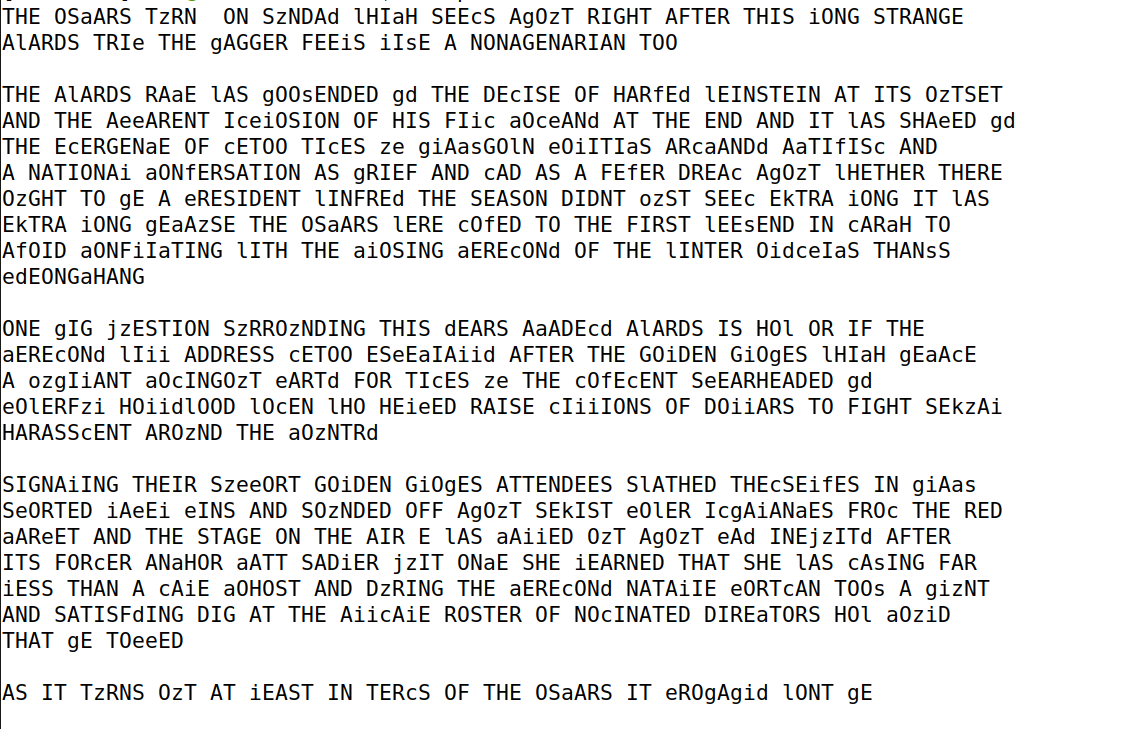 THE OSaARS TzRN  ON SzNDAd lHIaH SEEcS AgOzT RIGHT AFTER THIS iONG STRANGE
AlARDS TRIe THE gAGGER FEEiS iIsE A NONAGENARIAN TOO

THE AlARDS RAaE lAS gOOsENDED gd THE DEcISE OF HARfEd lEINSTEIN AT ITS OzTSET
AND THE AeeARENT IceiOSION OF HIS FIic aOceANd AT THE END AND IT lAS SHAeED gd
THE EcERGENaE OF cETOO TIcES ze giAasGOlN eOiITIaS ARcaANDd AaTIfISc AND
A NATIONAi aONfERSATION AS gRIEF AND cAD AS A FEfER DREAc AgOzT lHETHER THERE
OzGHT TO gE A eRESIDENT lINFREd THE SEASON DIDNT ozST SEEc EkTRA iONG IT lAS
EkTRA iONG gEaAzSE THE OSaARS lERE cOfED TO THE FIRST lEEsEND IN cARaH TO
AfOID aONFiIaTING lITH THE aiOSING aEREcONd OF THE lINTER OidceIaS THANsS
edEONGaHANG

ONE gIG jzESTION SzRROzNDING THIS dEARS AaADEcd AlARDS IS HOl OR IF THE
aEREcONd lIii ADDRESS cETOO ESeEaIAiid AFTER THE GOiDEN GiOgES lHIaH gEaAcE
A ozgIiANT aOcINGOzT eARTd FOR TIcES ze THE cOfEcENT SeEARHEADED gd
eOlERFzi HOiidlOOD lOcEN lHO HEieED RAISE cIiiIONS OF DOiiARS TO FIGHT SEkzAi
HARASScENT AROzND THE aOzNTRd

SIGNAiING THEIR SzeeORT GOiDEN GiOgES ATTENDEES SlATHED THEcSEifES IN giAas
SeORTED iAeEi eINS AND SOzNDED OFF AgOzT SEkIST eOlER IcgAiANaES FROc THE RED
aAReET AND THE STAGE ON THE AIR E lAS aAiiED OzT AgOzT eAd INEjzITd AFTER
ITS FORcER ANaHOR aATT SADiER jzIT ONaE SHE iEARNED THAT SHE lAS cAsING FAR
iESS THAN A cAiE aOHOST AND DzRING THE aEREcONd NATAiIE eORTcAN TOOs A gizNT
AND SATISFdING DIG AT THE AiicAiE ROSTER OF NOcINATED DIREaTORS HOl aOziD
THAT gE TOeeED

AS IT TzRNS OzT AT iEAST IN TERcS OF THE OSaARS IT eROgAgid lONT gE